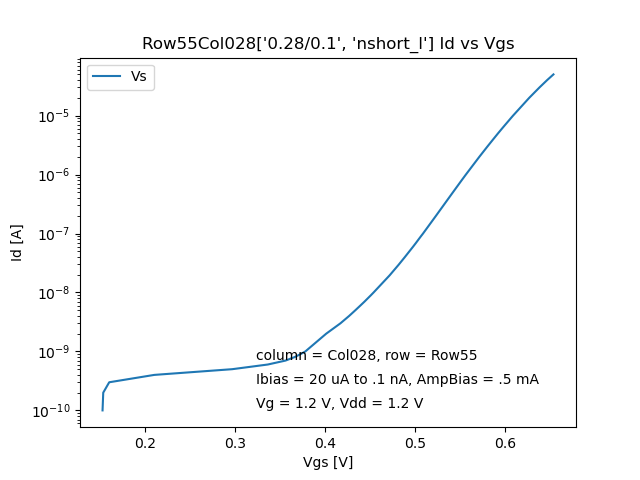 Row55Col028['0.28/0.1', 'nshort_l'] Id vs Vgs
Vs
10⁻⁵
10⁻⁶
10⁻⁷
10⁻⁸
10⁻⁹
10⁻¹⁰
Id [A]
column = Col028, row = Row55
Ibias = 20 uA to .1 nA, AmpBias = .5 mA
Vg = 1.2 V, Vdd = 1.2 V
0.2 0.3 0.4 0.5 0.6
Vgs [V]